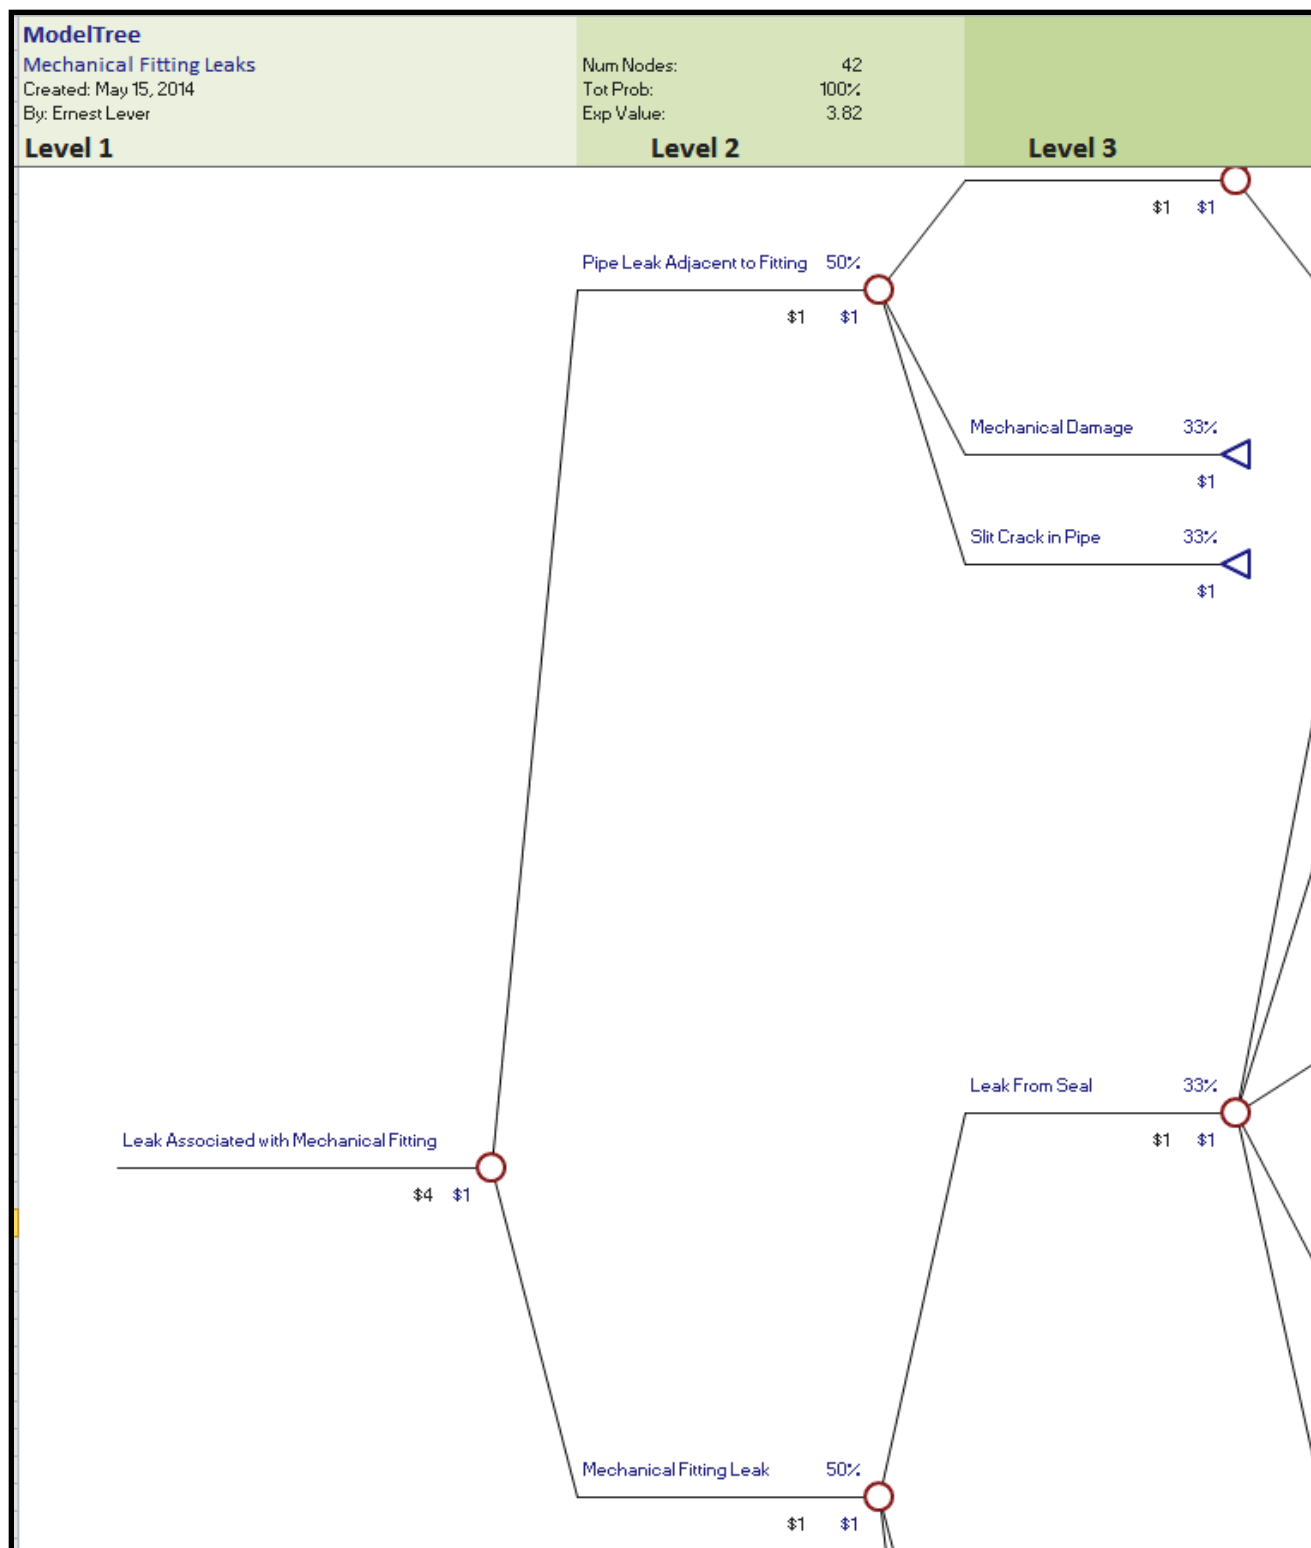 ModelTree
Mechanical Fitting Leaks
Created: May 15, 2014
By: Ernest Lever
Num Nodes: 42
Tot Prob: 100%
Exp Value: 3.82
Level 1 Level 2 Level 3
$1 $1
Pipe Leak Adjacent to Fitting 50%
$1 $1
Mechanical Damage 33%
$1
Slit Crack in Pipe 33%
$1
Leak From Seal 33%
$1 $1
Leak Associated with Mechanical Fitting
$4 $1
Mechanical Fitting Leak 50%
$1 $1